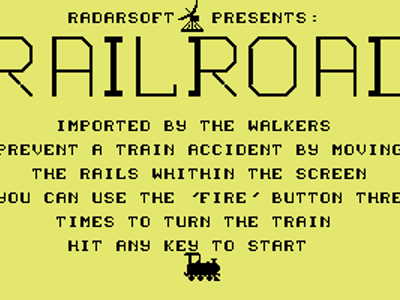 RADARSOFT PRESENTS:
RAILROAD
IMPORTED BY THE WALKERS
PREVENT A TRAIN ACCIDENT BY MOVING
THE RAILS WHITHIN THE SCREEN
YOU CAN USE THE 'FIRE' BUTTON THRE
TIMES TO TURN THE TRAIN
HIT ANY KEY TO START